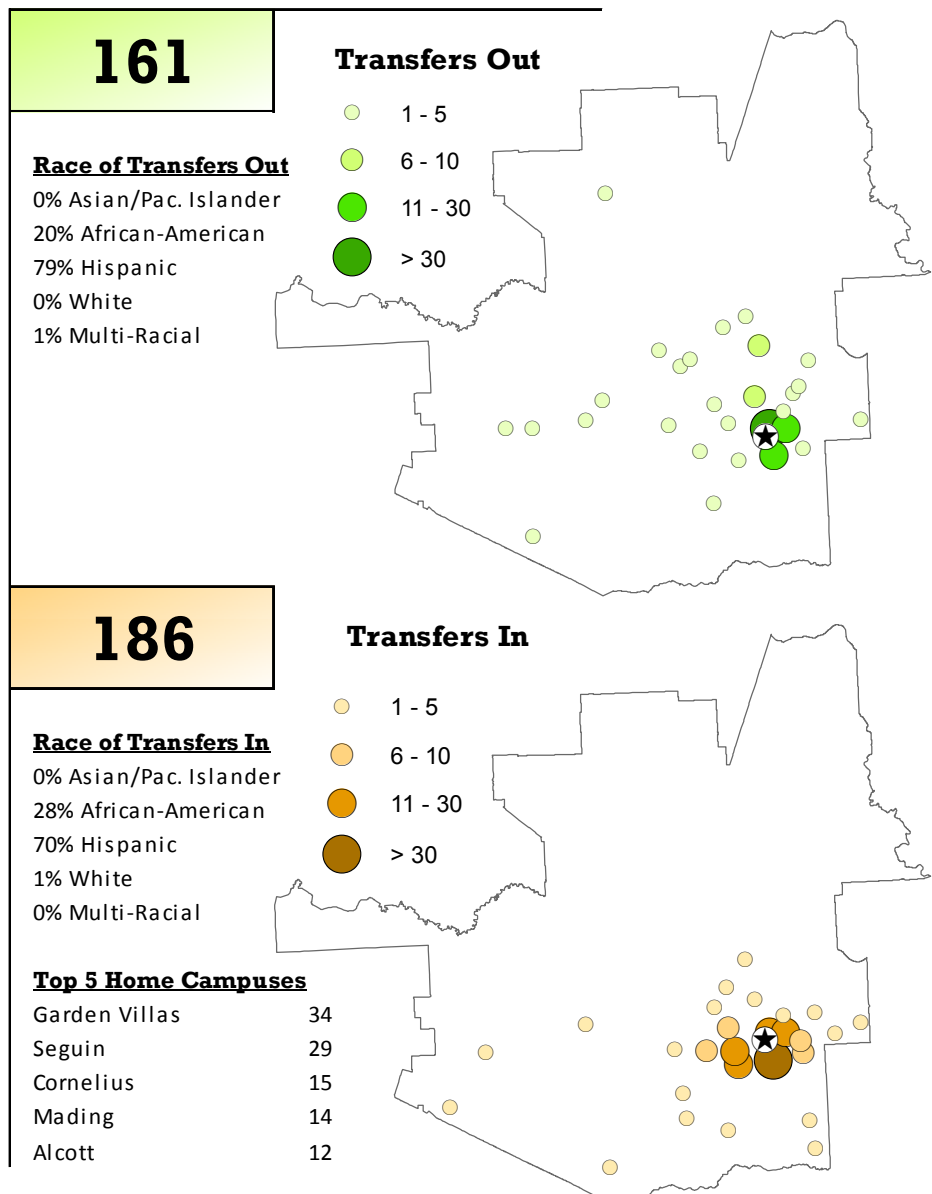 161
Transfers Out
1 - 5
6 - 10
11 - 30
> 30
Race of Transfers Out
0% Asian/Pac. Islander
20% African-American
79% Hispanic
0% White
1% Multi-Racial
186
Transfers In
1 - 5
6 - 10
11 - 30
> 30
Race of Transfers In
0% Asian/Pac. Islander
28% African-American
70% Hispanic
1% White
0% Multi-Racial
Top 5 Home Campuses
Garden Villas 34
Seguin 29
Cornelius 15
Mading 14
Alcott 12